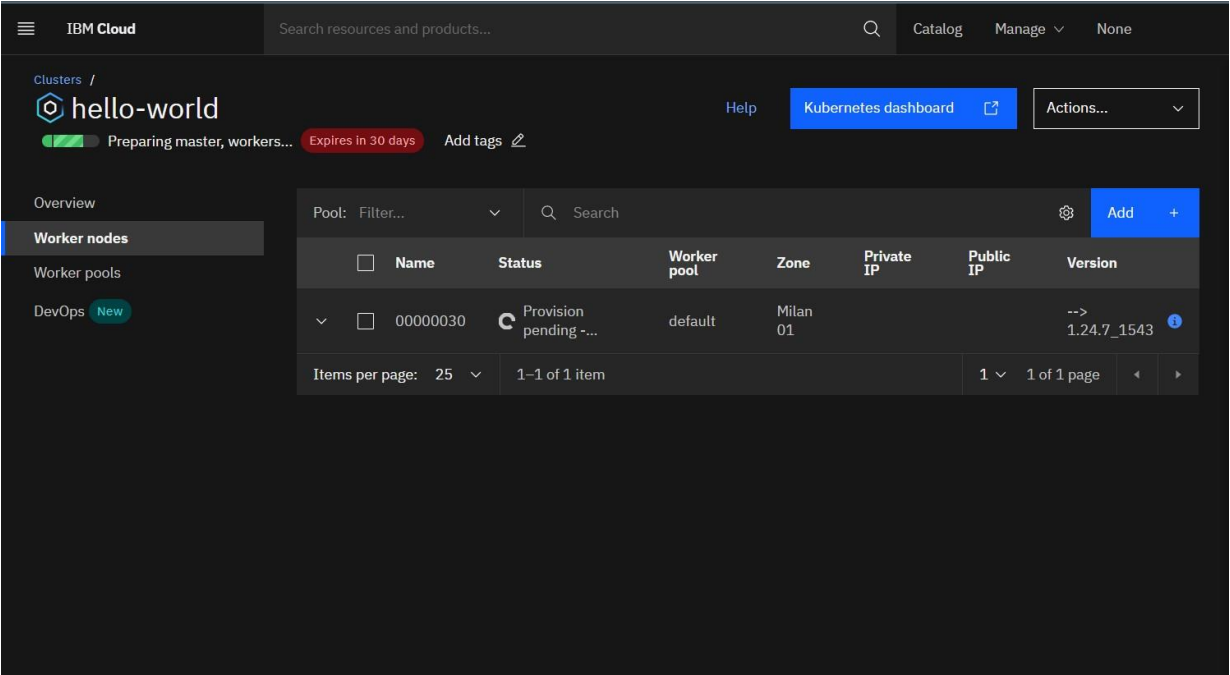 IBM Cloud
Search resources and products...
Catalog
Manage
None
Clusters /
hello-world
Help
Kubernetes dashboard
Actions...
Preparing master, workers...
Expires in 30 days
Add tags
Overview
Worker nodes
Worker pools
DevOps New
Pool: Filter...
Search
Add +
Name
Status
Worker
pool
Zone
Private
IP
Public
IP
Version
00000030
Provision
pending -...
default
Milan
01
-->
1.24.7_1543
Items per page: 25
1–1 of 1 item
1
1 of 1 page